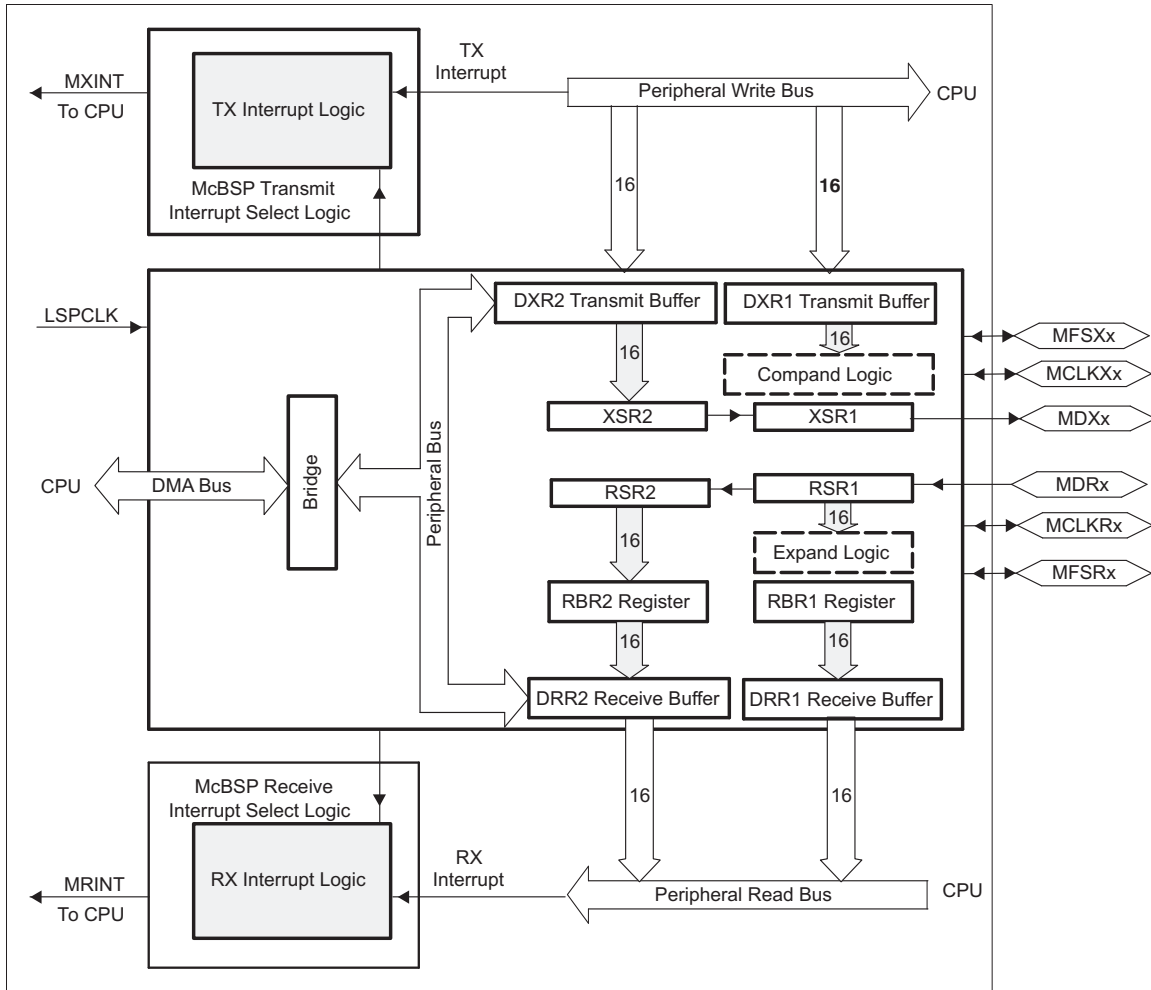 TX
Interrupt
MXINT
To CPU
TX Interrupt Logic
Peripheral Write Bus
CPU
McBSP Transmit
Interrupt Select Logic
16
16
LSPCLK
DXR2 Transmit Buffer
DXR1 Transmit Buffer
16
16
Compand Logic
XSR2
XSR1
MFSXx
MCLKXx
MDXx
CPU
DMA Bus
Bridge
Peripheral Bus
RSR2
RSR1
16
16
Expand Logic
RBR2 Register
RBR1 Register
16
16
DRR2 Receive Buffer
DRR1 Receive Buffer
MDRx
MCLKRx
MFSRx
McBSP Receive
Interrupt Select Logic
16
16
RX Interrupt Logic
RX
Interrupt
MRINT
To CPU
Peripheral Read Bus
CPU